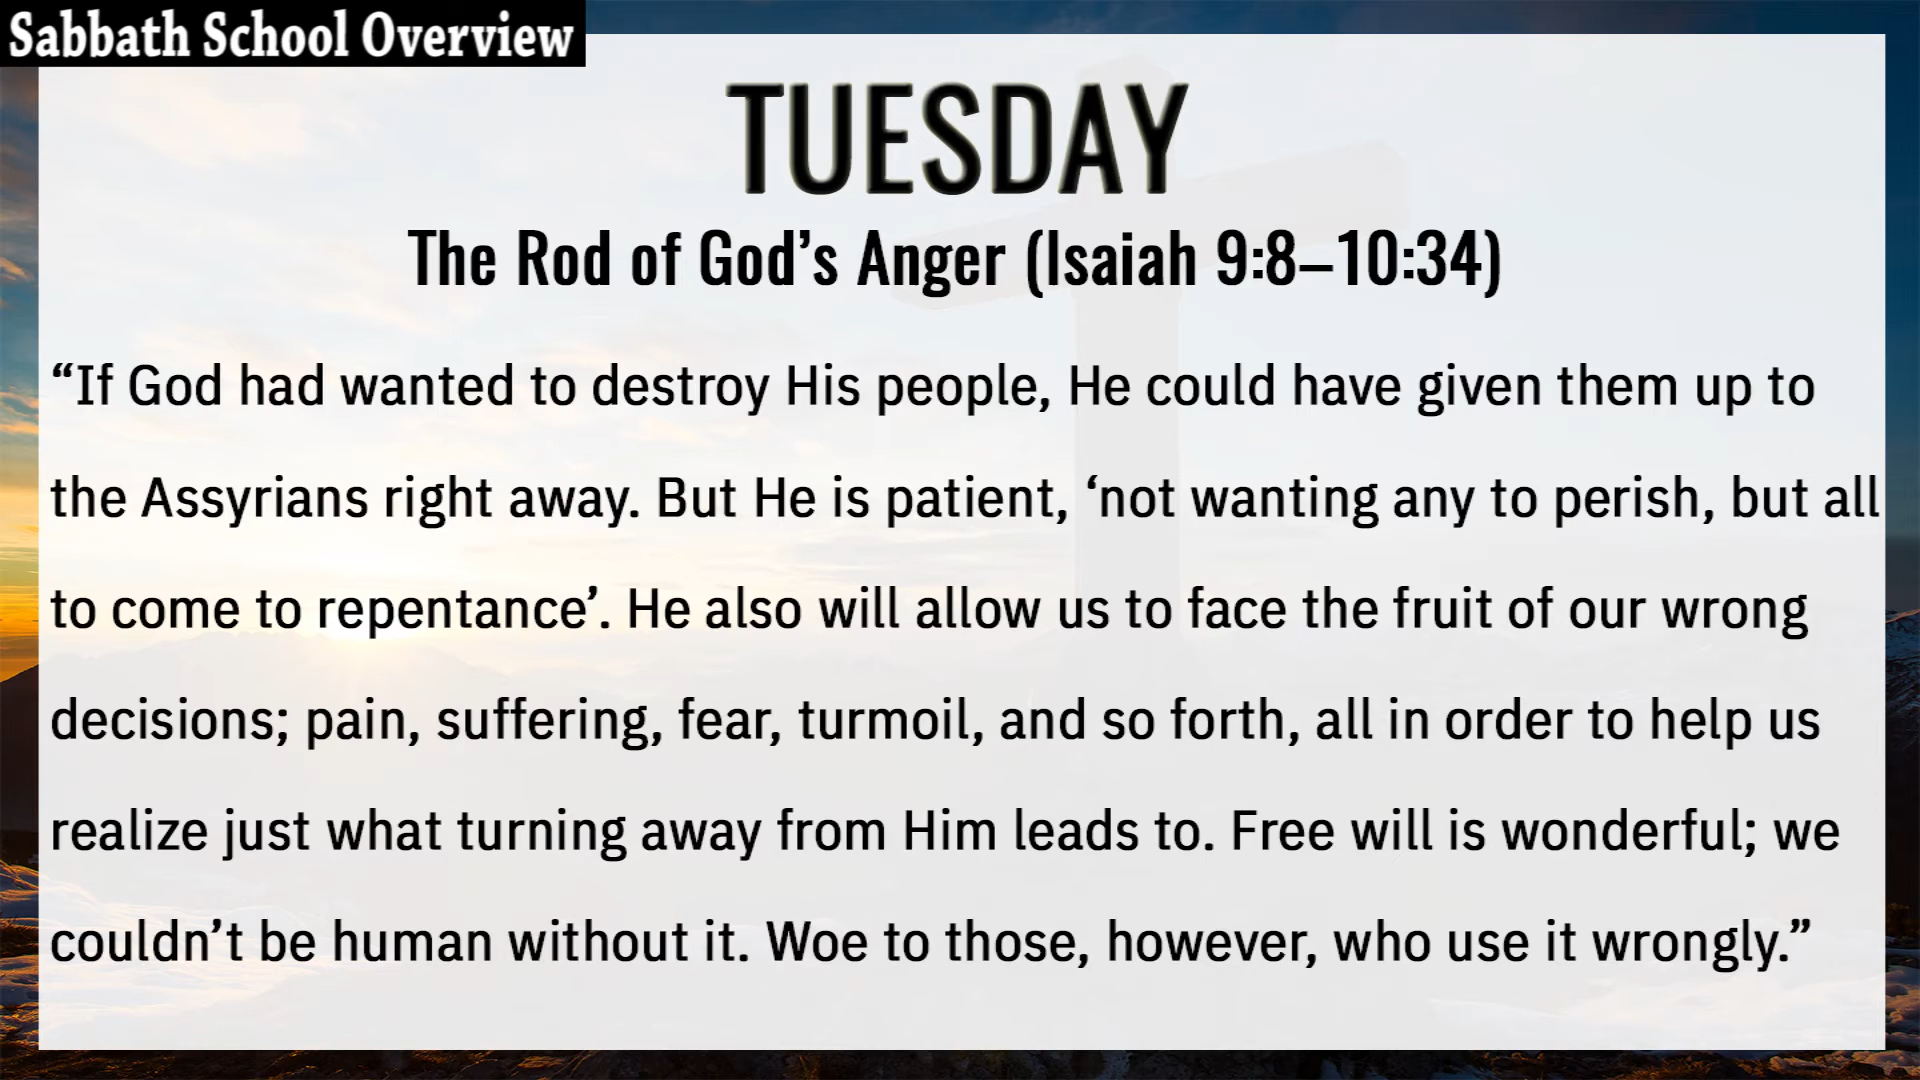 Sabbath School Overview
TUESDAY
The Rod of God’s Anger (Isaiah 9:8–10:34)
“If God had wanted to destroy His people, He could have given them up to
the Assyrians right away. But He is patient, ‘not wanting any to perish, but all
to come to repentance’. He also will allow us to face the fruit of our wrong
decisions; pain, suffering, fear, turmoil, and so forth, all in order to help us
realize just what turning away from Him leads to. Free will is wonderful; we
couldn’t be human without it. Woe to those, however, who use it wrongly.”